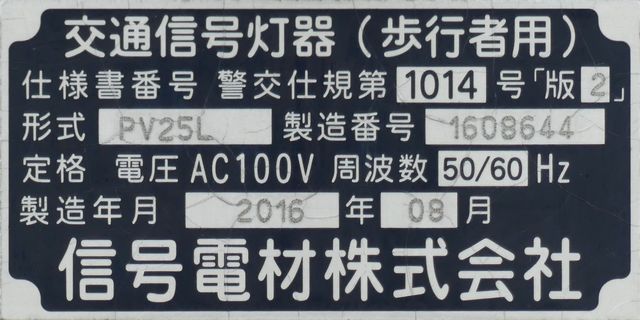 交通信号灯器（歩行者用）
仕様書番号 警交仕規第 1014 号「版 2」
形式 PV25L 製造番号 1608644
定格 電圧 AC100V 周波数 50/60 Hz
製造年月 2016 年 08 月
信号電材株式会社